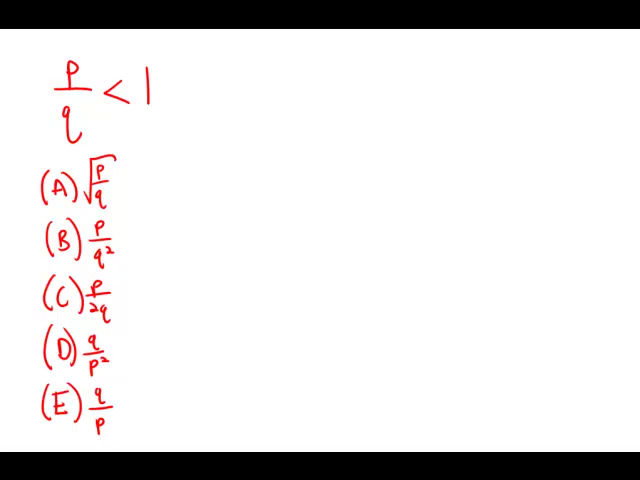 p/q < 1
(A) √(p/q)
(B) p/q²
(C) p/2q
(D) q/p²
(E) q/p